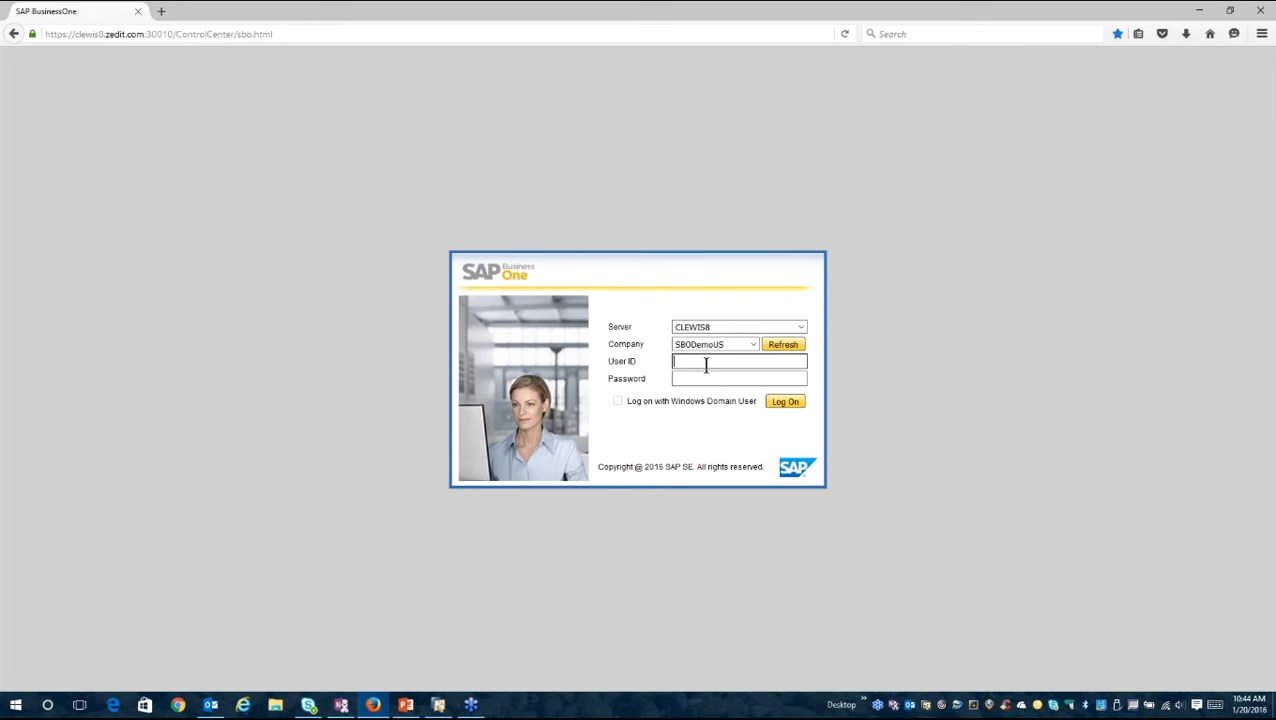 SAP BusinessOne
https://clewis8.zedit.com:30010/ControlCenter/sbo.html
Search
SAP Business One
Server CLEWIS8
Company SBODemoUS Refresh
User ID
Password
Log on with Windows Domain User Log On
Copyright @ 2016 SAP SE. All rights reserved. SAP
Desktop
10:44 AM
1/20/2016